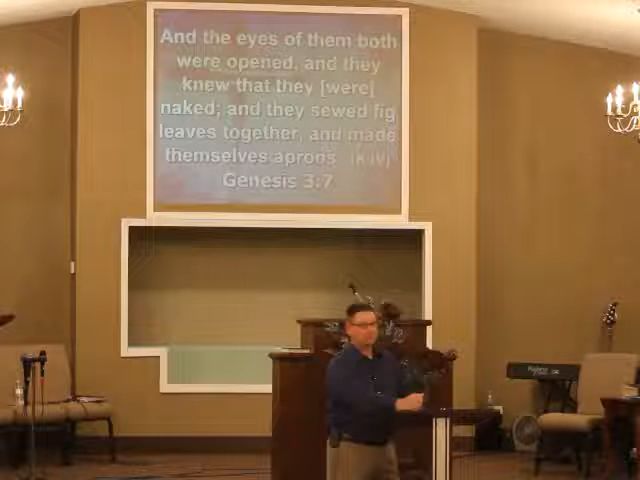 And the eyes of them both
were opened, and they
knew that they [were[
naked; and they sewed fig
leaves together, and made
themselves aprons (KJV)
Genesis 3:7